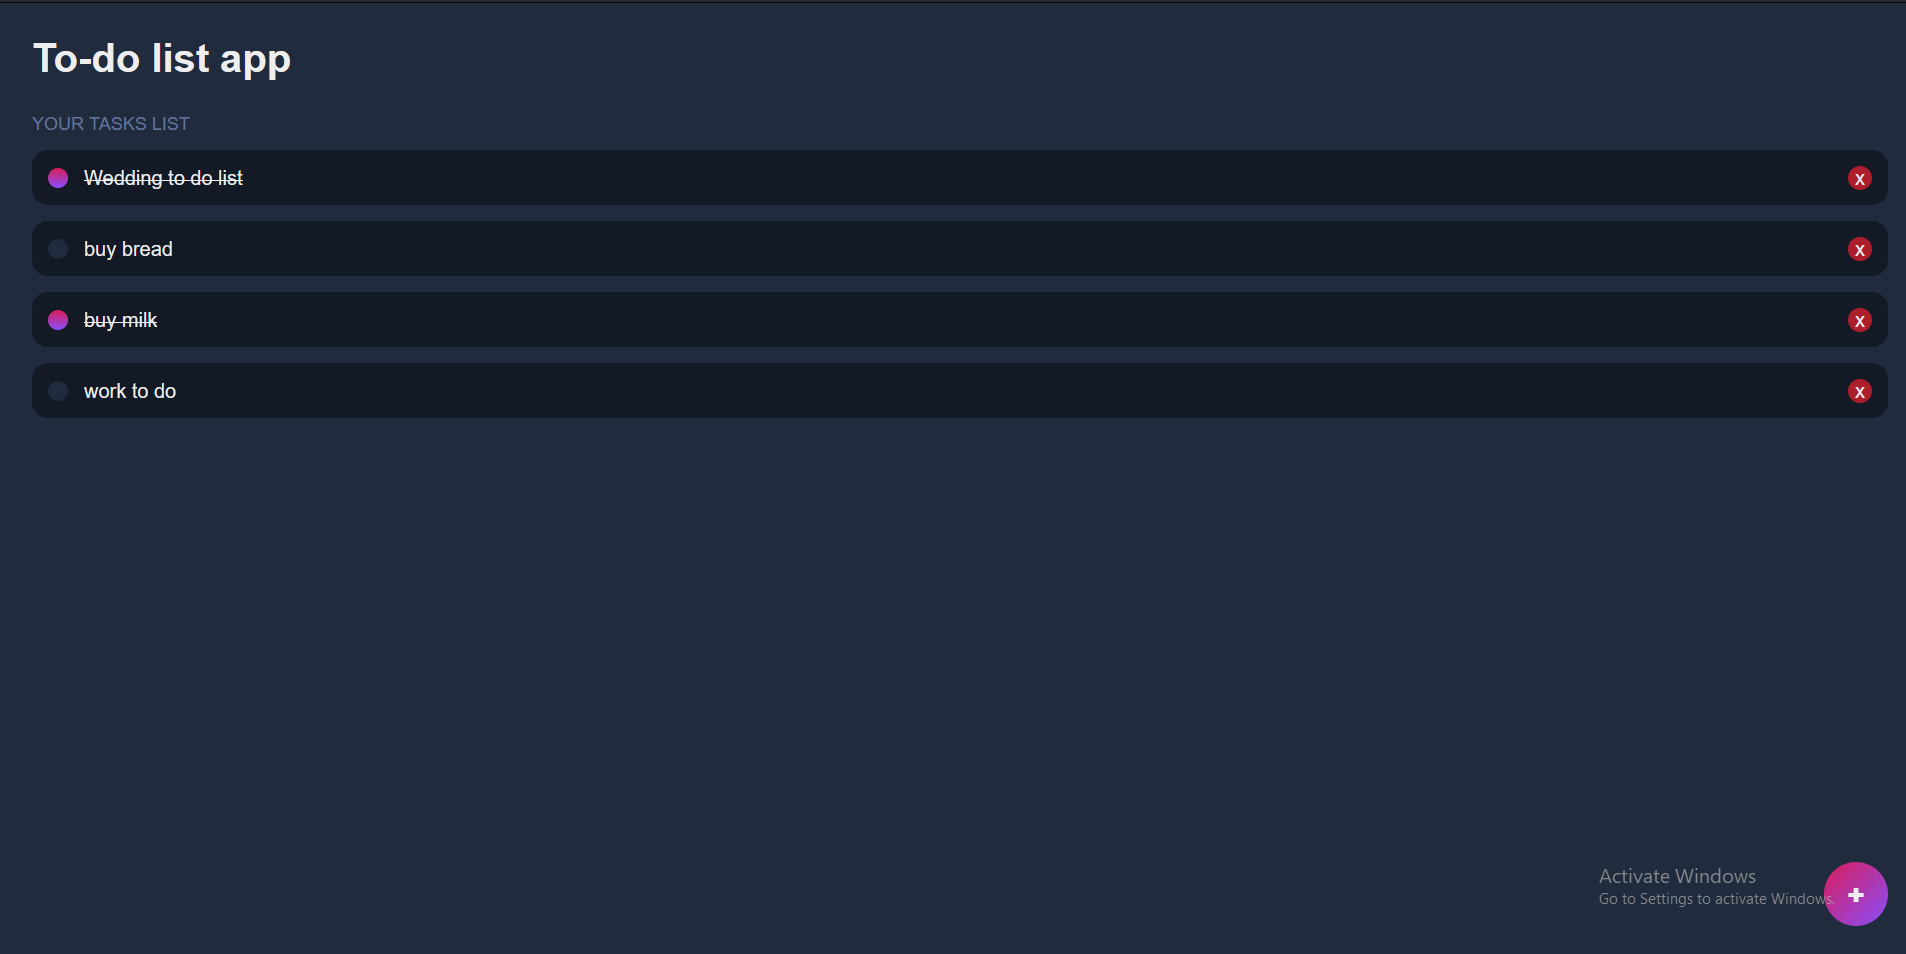 To-do list app
YOUR TASKS LIST
Wedding to do list
X
buy bread
X
buy milk
X
work to do
X
Activate Windows
Go to Settings to activate Windows.
+